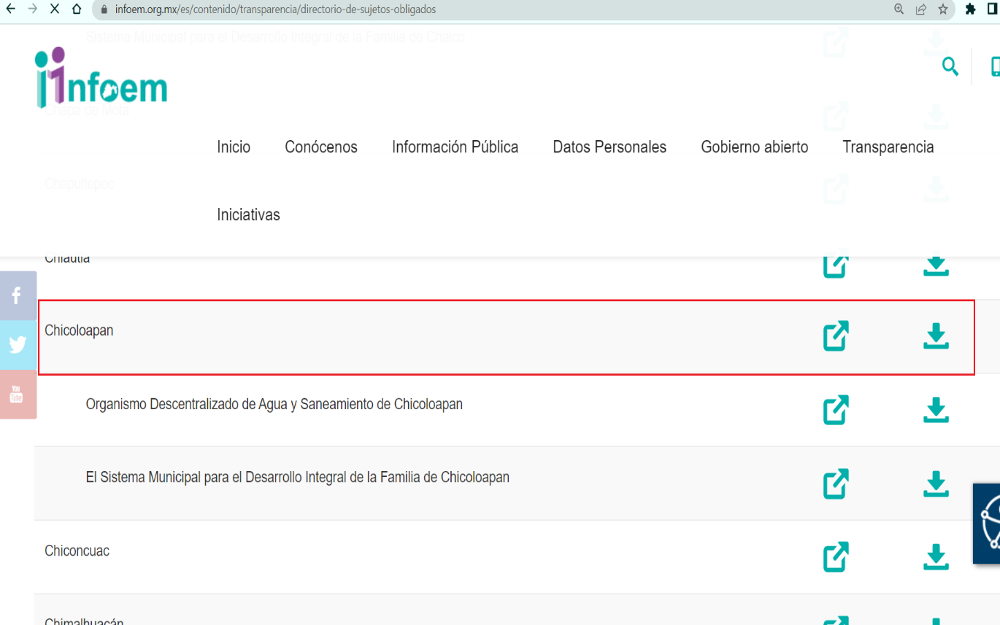 infoem.org.mx/es/contenido/transparencia/directorio-de-sujetos-obligados
Sistema Municipal para el Desarrollo Integral de la Familia de Chalco
infoem
Chapa de Mota
Inicio Conócenos Información Pública Datos Personales Gobierno abierto Transparencia
Chapultepec
Iniciativas
Chiautla
Chicoloapan
You Tube
Organismo Descentralizado de Agua y Saneamiento de Chicoloapan
El Sistema Municipal para el Desarrollo Integral de la Familia de Chicoloapan
Chiconcuac
Chimalhuacán